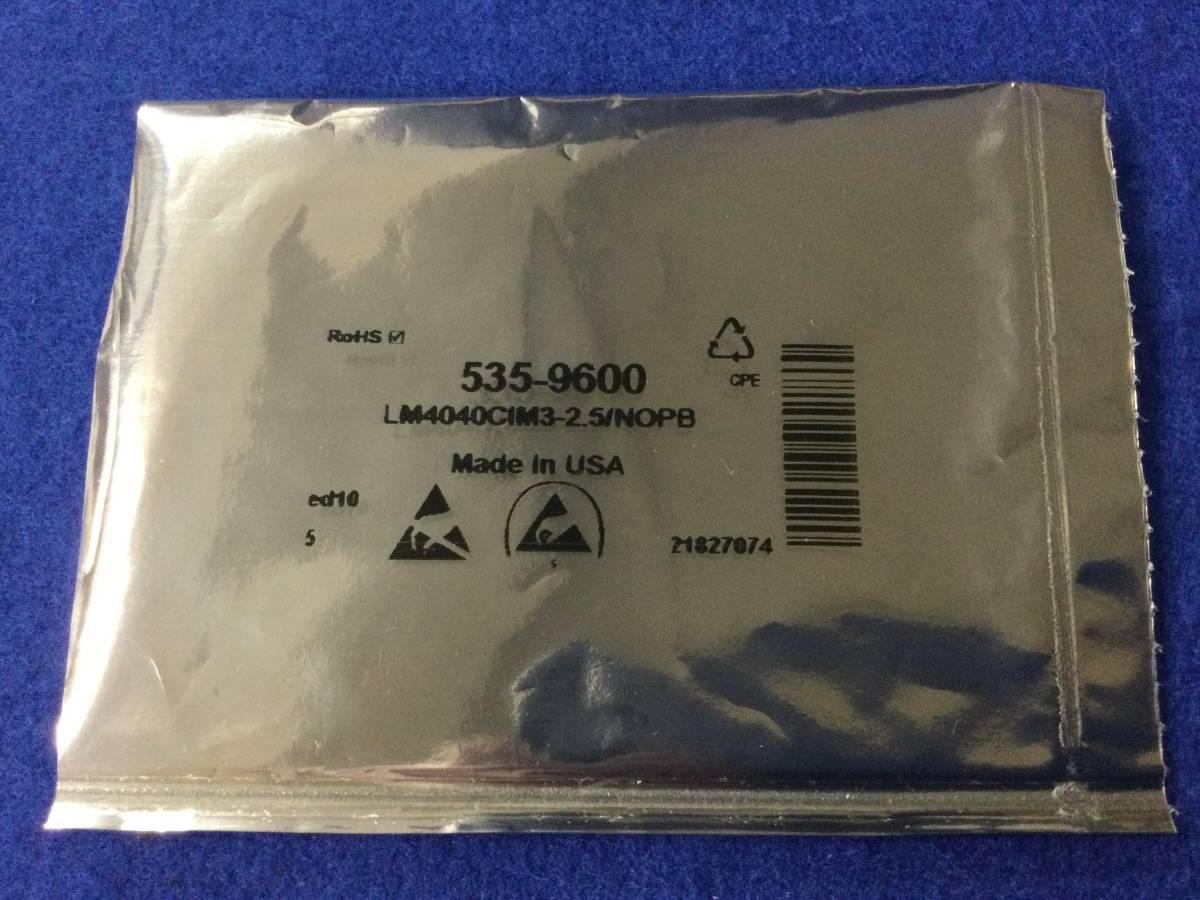 RoHS ☑
535-9600
CPE
LM4040CIM3-2.5/NOPB
Made in USA
ed10
5
21827074
S